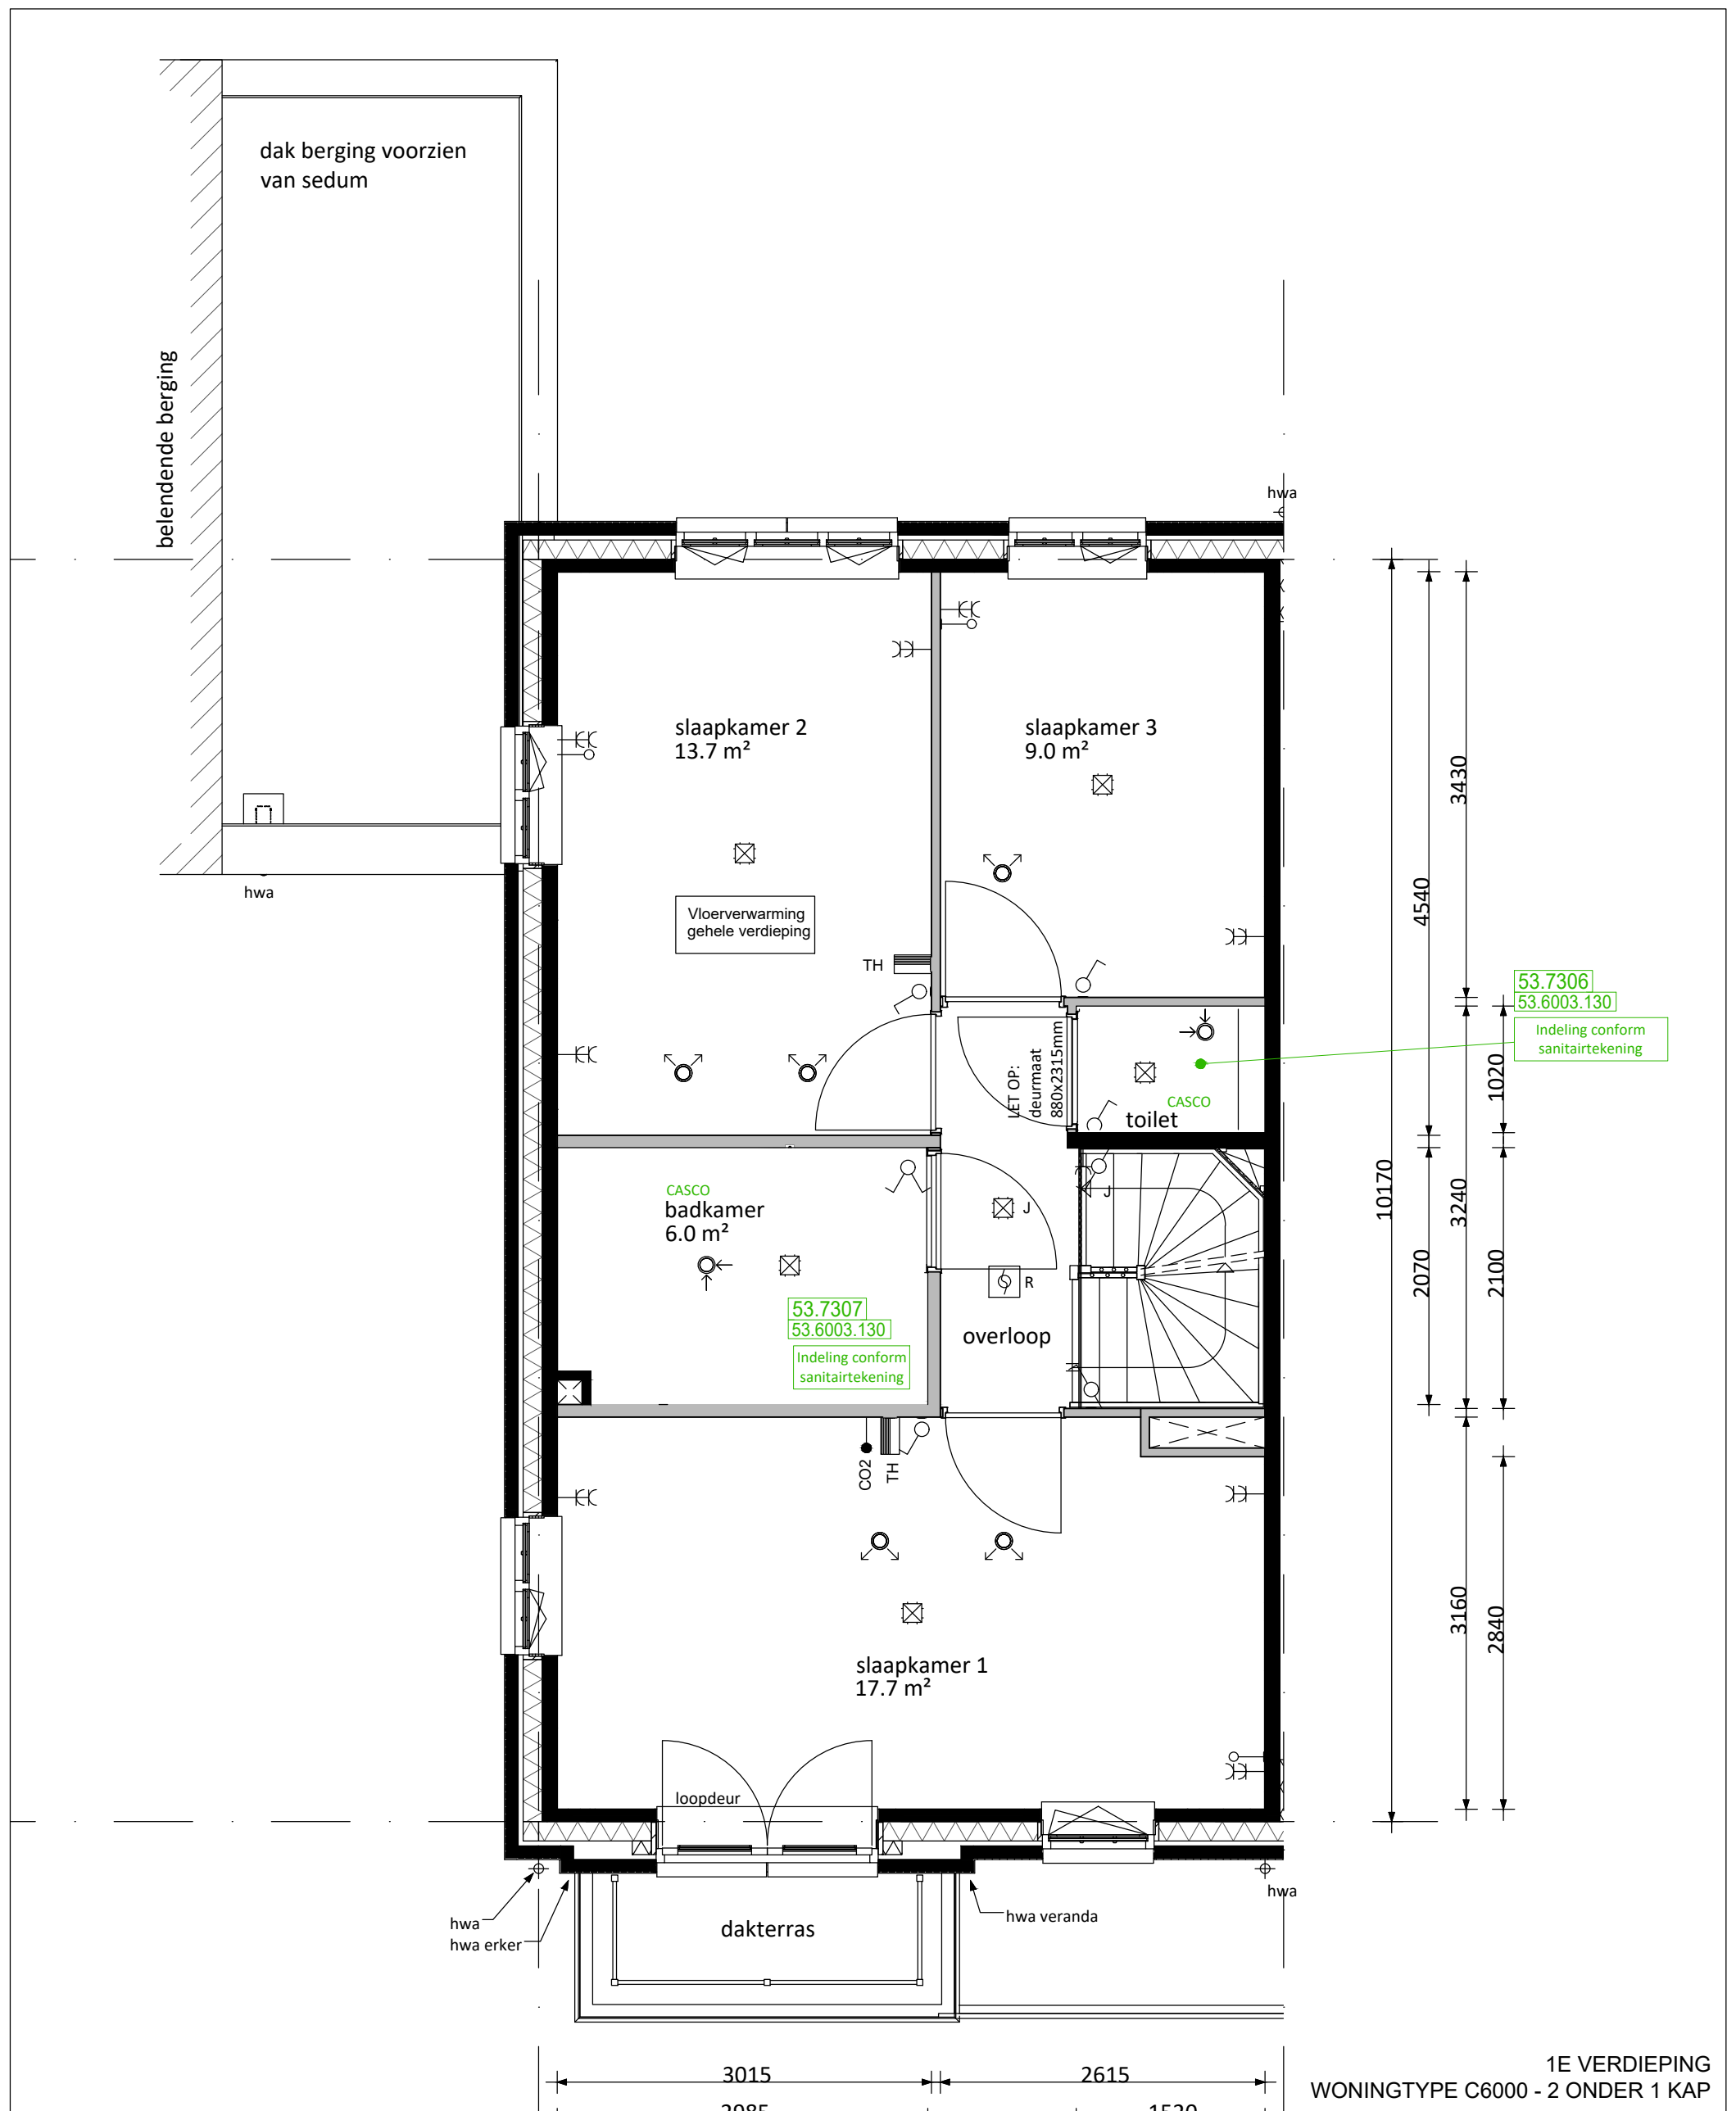 dak berging voorzien
van sedum
belendende berging
hwa
hwa
slaapkamer 2
13.7 m²
slaapkamer 3
9.0 m²
Vloerverwarming
gehele verdieping
TH
LET OP:
deurmaat
880x2315mm
CASCO
toilet
53.7306
53.6003.130
Indeling conform
sanitairtekening
CASCO
badkamer
6.0 m²
53.7307
53.6003.130
Indeling conform
sanitairtekening
J
J
R
overloop
CO2
TH
slaapkamer 1
17.7 m²
loopdeur
hwa
hwa erker
dakterras
hwa veranda
hwa
10170
4540
2070
3430
3240
3160
1020
2100
2840
3015
2615
2985
1520
1E VERDIEPING
WONINGTYPE C6000 - 2 ONDER 1 KAP